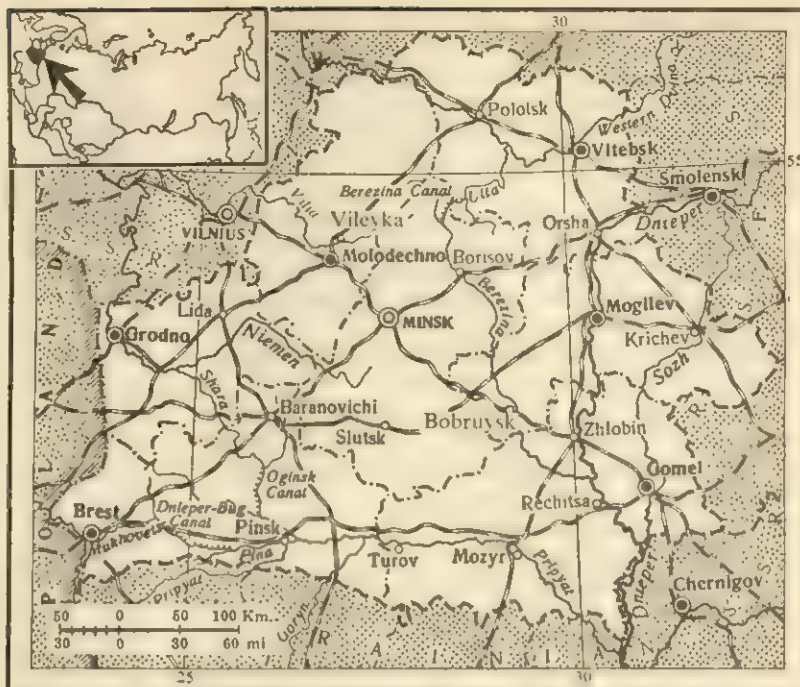 30
Pololsk
Western Dvina R.
Vitebsk
55
Smolensk
Berezina Canal
Ulla
Vilia
Vileyka
VILNIUS
Orsha
Dnieper
Molodechno
Borisov
Berezina
Lida
MINSK
Mogilev
Grodno
Krichev
Niemen
Sozh
Shara
Baranovichi
Bobruysk
Slutsk
Zhlobin
Oginsk
Canal
Gomel
Brest
Dnieper-Bug
Canal
Rechitsa
Mukhovets
Pinsk
Pina
Turov
Mozyr
Pripyat
Pripyat
Dnieper
Goryn
Chernigov
50 0 50 100 Km.
30 0 30 60 mi
25
30
POLAND